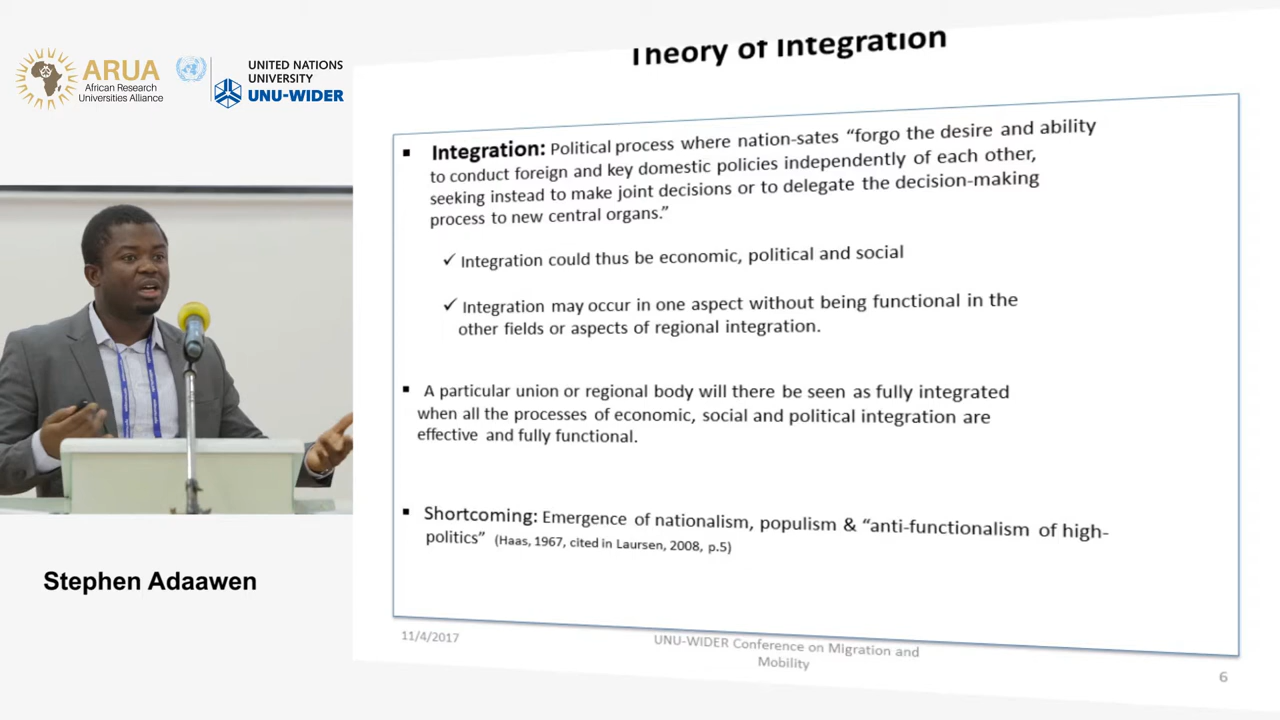 ARUA
African Research
Universities Alliance
UNITED NATIONS
UNIVERSITY
UNU-WIDER
Theory of Integration
Integration: Political process where nation-sates “forgo the desire and ability
to conduct foreign and key domestic policies independently of each other,
seeking instead to make joint decisions or to delegate the decision-making
process to new central organs.”
Integration could thus be economic, political and social
Integration may occur in one aspect without being functional in the
other fields or aspects of regional integration.
A particular union or regional body will there be seen as fully integrated
when all the processes of economic, social and political integration are
effective and fully functional.
Shortcoming: Emergence of nationalism, populism & “anti-functionalism of high-
politics” (Haas, 1967, cited in Laursen, 2008, p.5)
Stephen Adaawen
11/4/2017
UNU-WIDER Conference on Migration and
Mobility
6